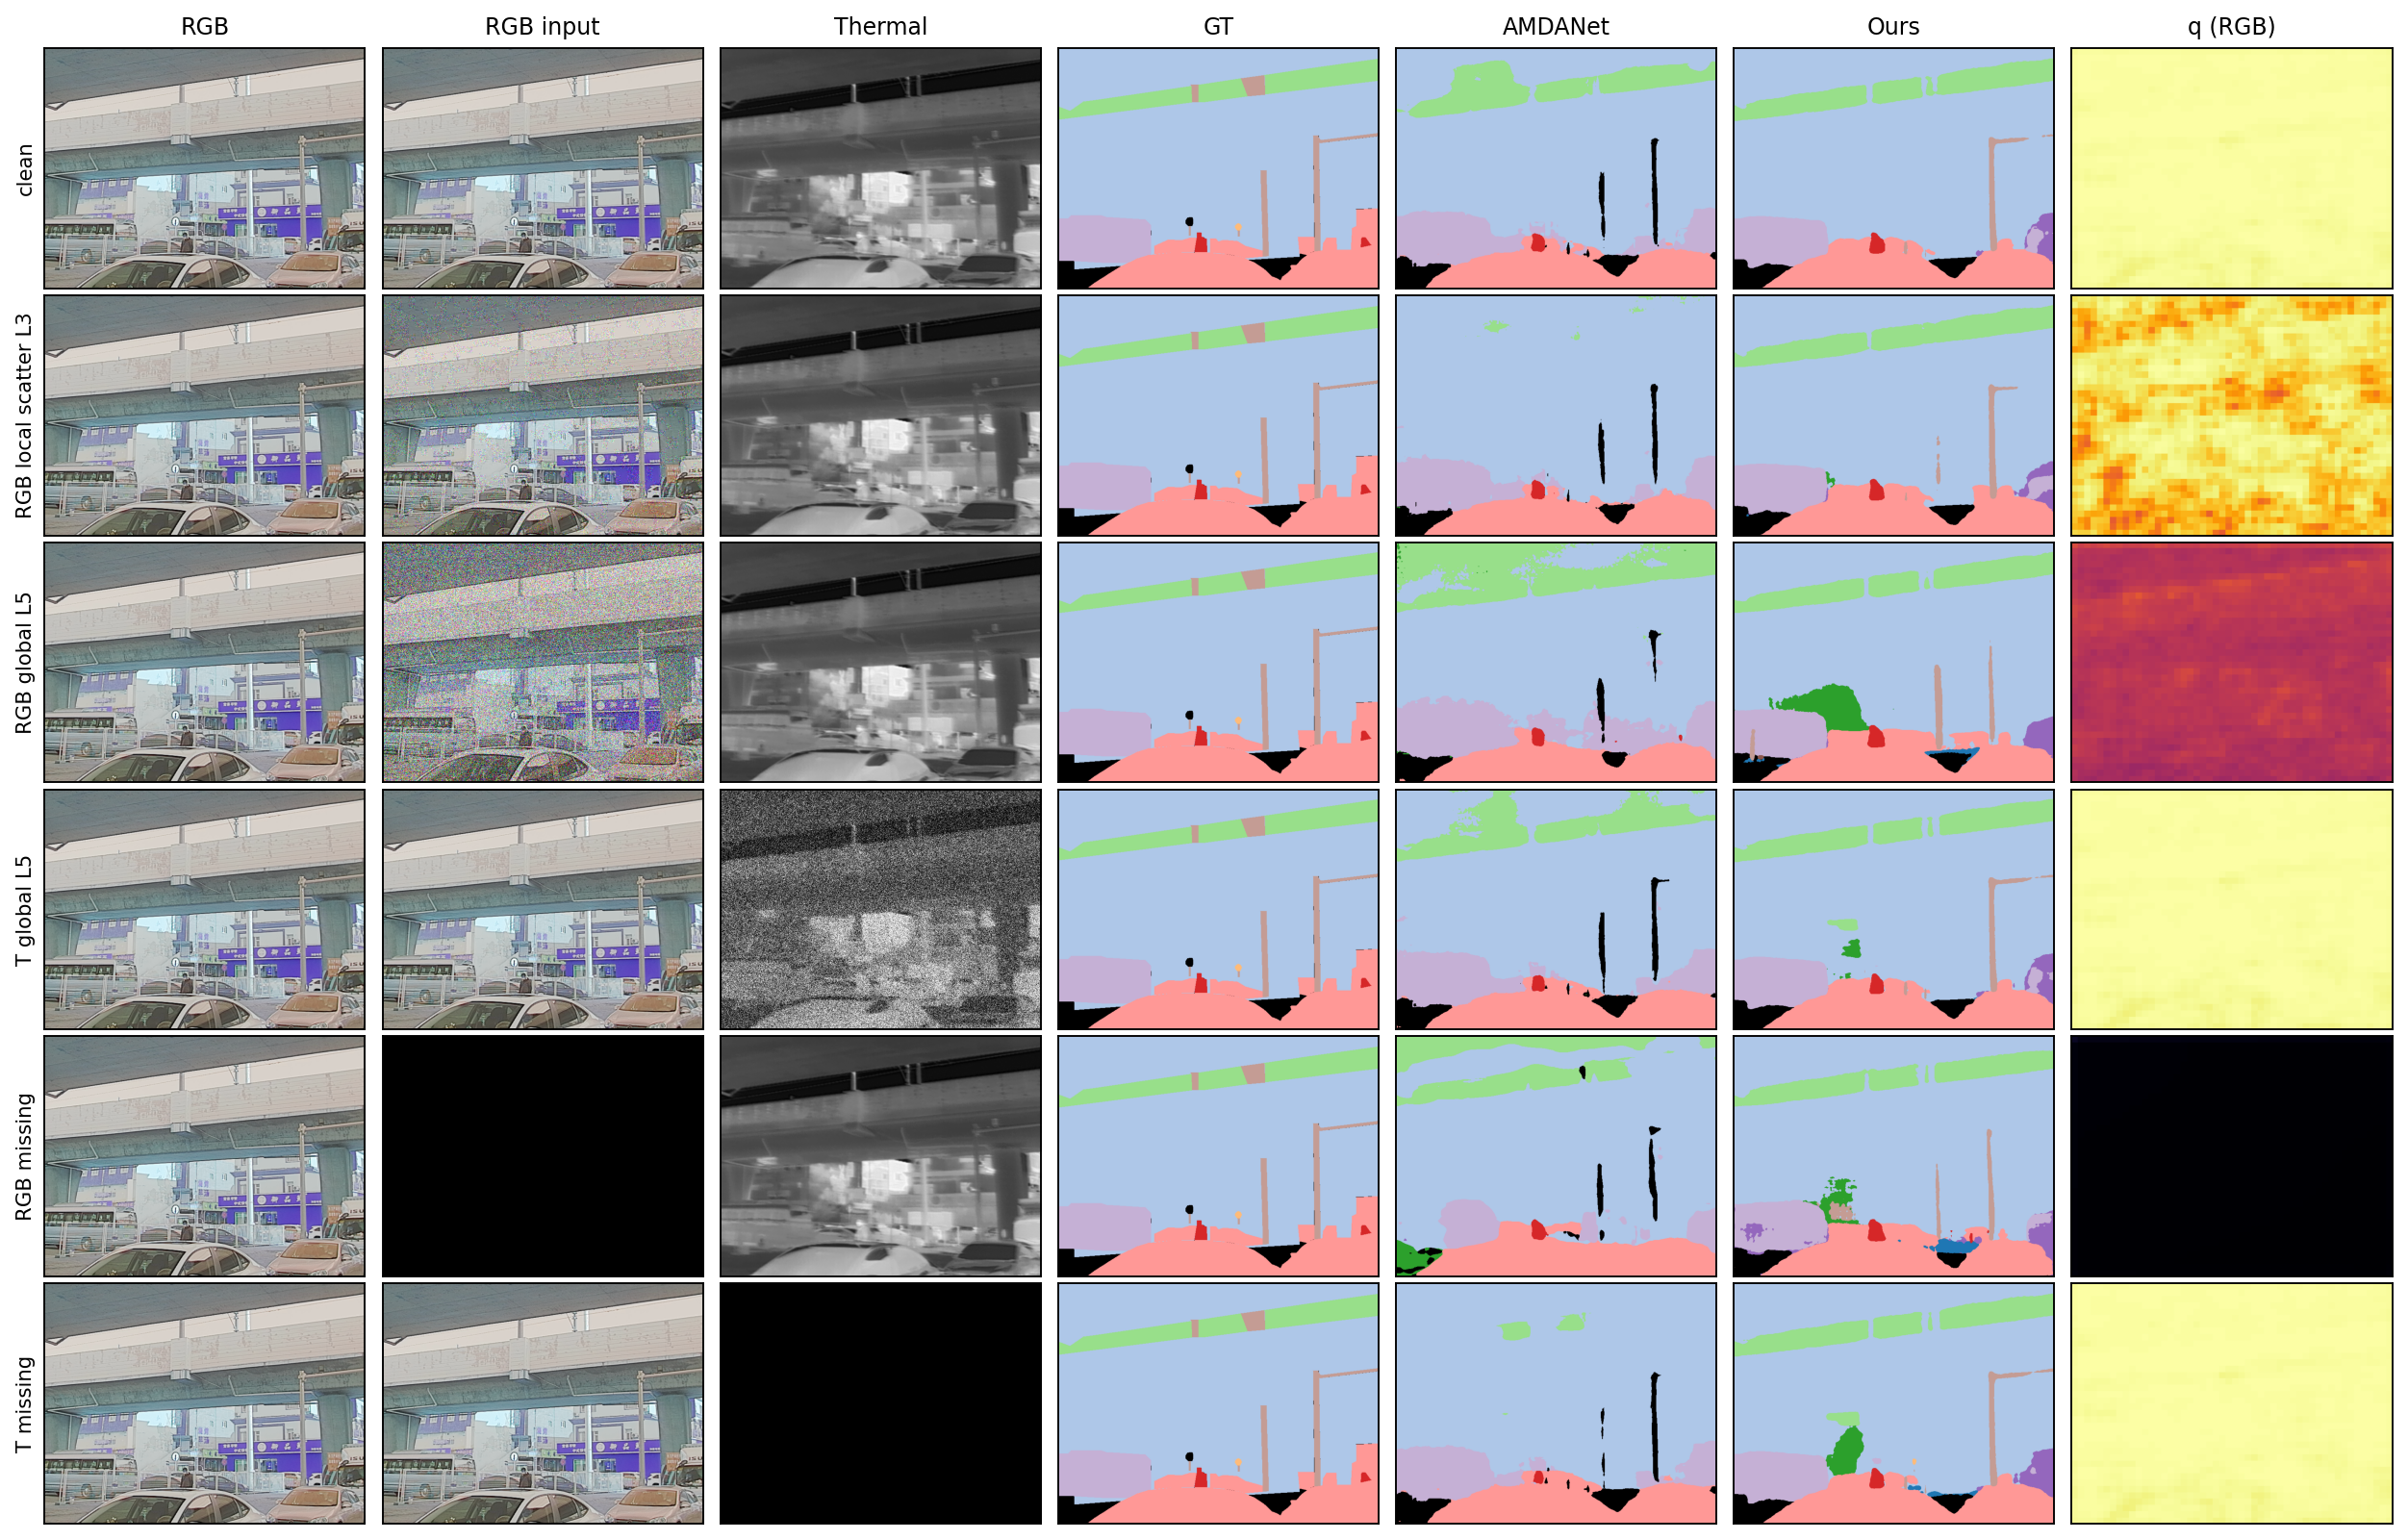 RGB
RGB input
Thermal
GT
AMDANet
Ours
q (RGB)
clean
RGB local scatter L3
RGB global L5
T global L5
RGB missing
T missing